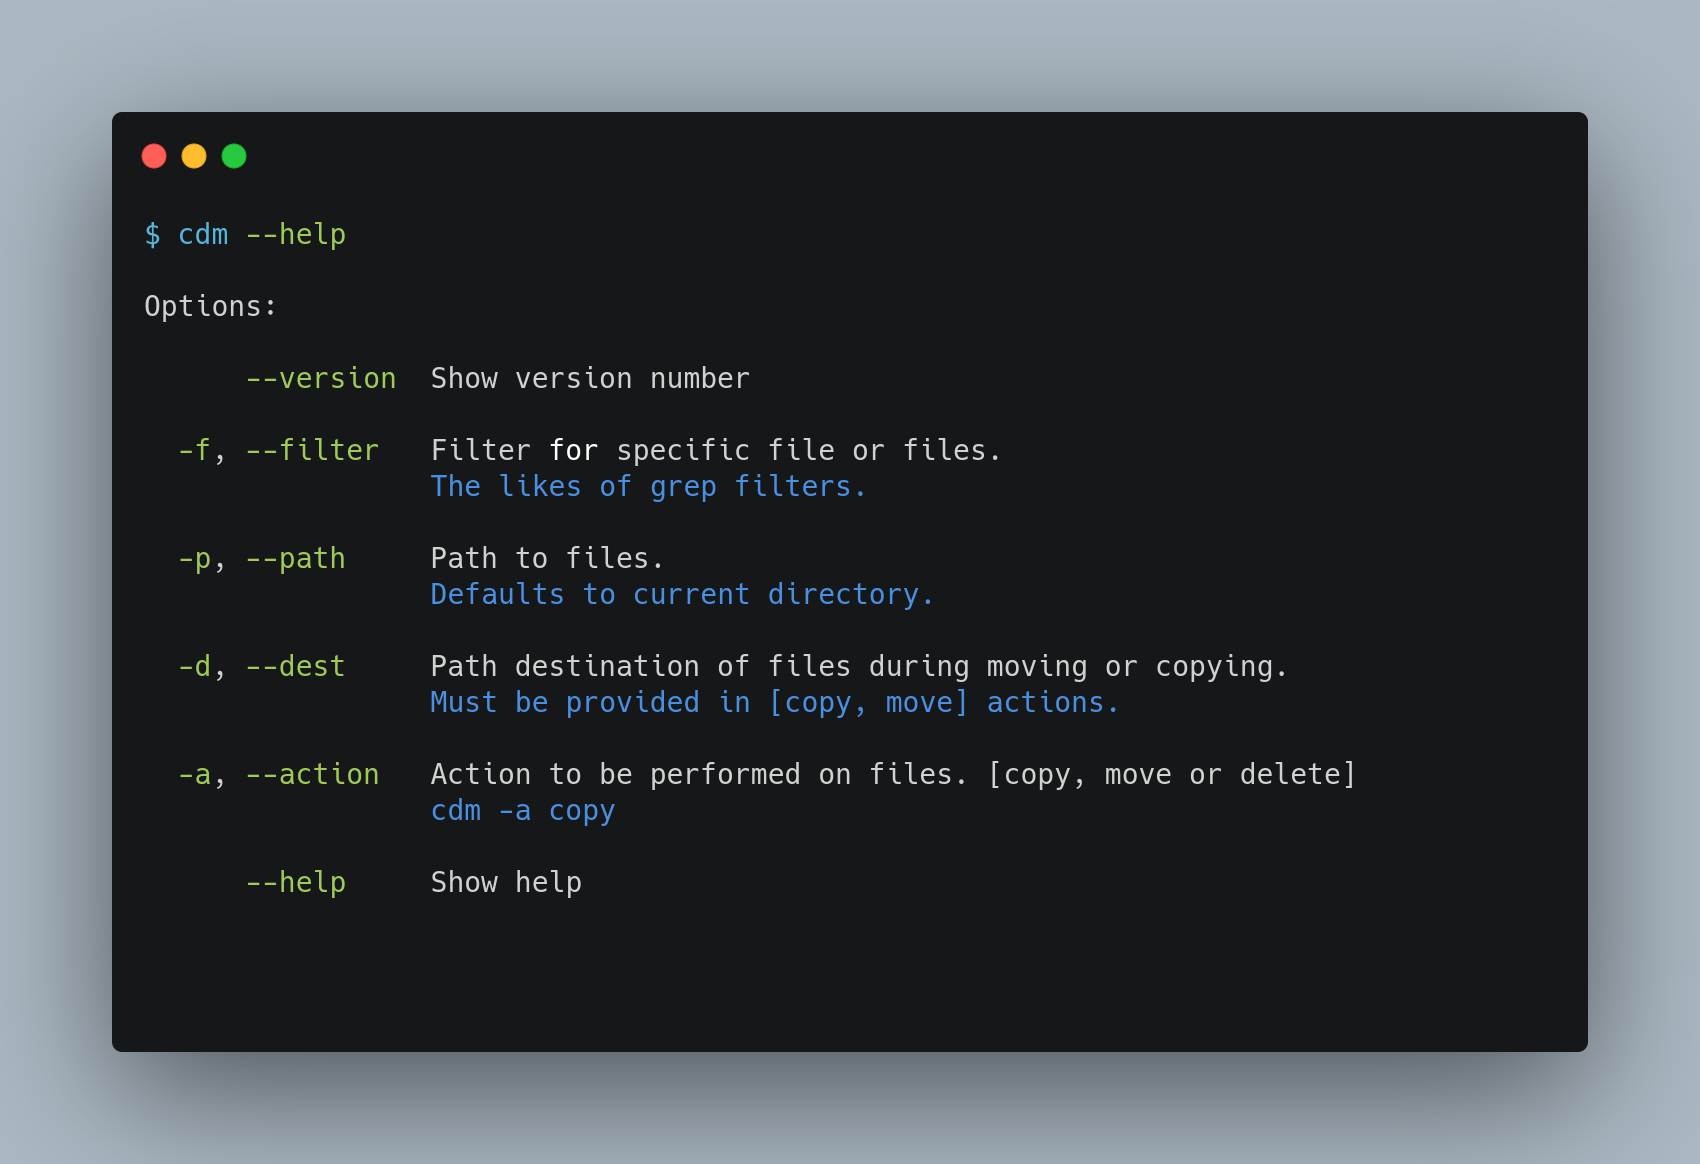 $ cdm --help
Options:
--version  Show version number
-f, --filter   Filter for specific file or files.
The likes of grep filters.
-p, --path     Path to files.
Defaults to current directory.
-d, --dest     Path destination of files during moving or copying.
Must be provided in [copy, move] actions.
-a, --action   Action to be performed on files. [copy, move or delete]
cdm -a copy
--help     Show help